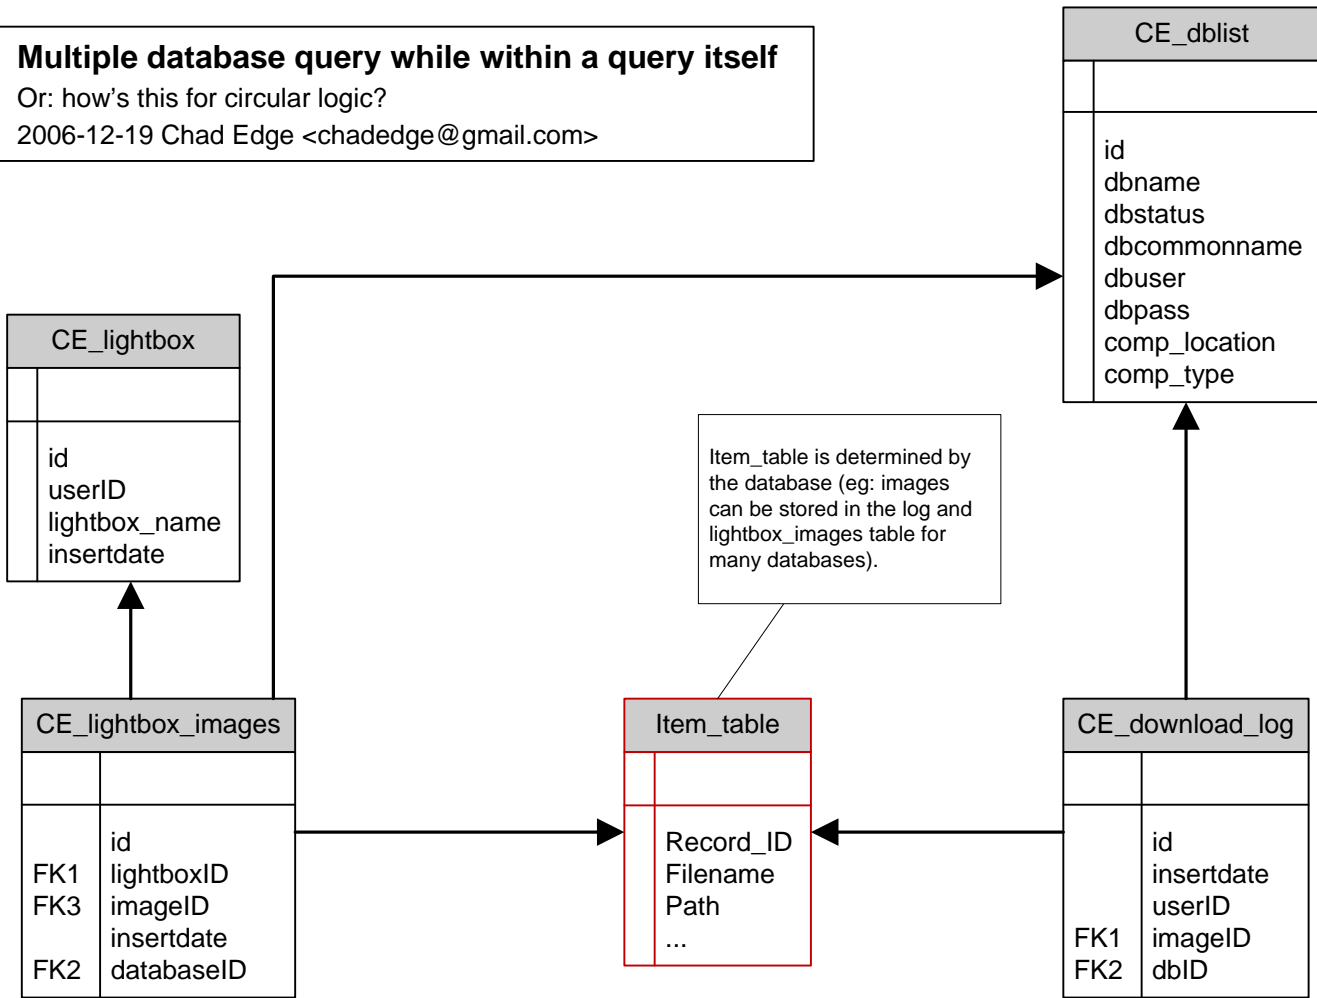 Multiple database query while within a query itself
Or: how's this for circular logic?
2006-12-19 Chad Edge <chadedge@gmail.com>
CE_dblist
id
dbname
dbstatus
dbcommonname
dbuser
dbpass
comp_location
comp_type
CE_lightbox
id
userID
lightbox_name
insertdate
Item_table is determined by
the database (eg: images
can be stored in the log and
lightbox_images table for
many databases).
CE_lightbox_images
id
FK1 lightboxID
FK3 imageID
insertdate
FK2 databaseID
Item_table
Record_ID
Filename
Path
...
CE_download_log
id
insertdate
userID
FK1 imageID
FK2 dbID